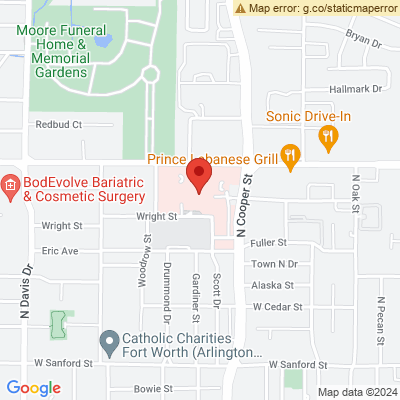 Map error: g.co/staticmaperror
Moore Funeral
Home &
Memorial
Gardens
Bryan Dr
Hallmark Dr
Redbud Ct
Sonic Drive-In
Prince Lebanese Grill
BodEvolve Bariatric
& Cosmetic Surgery
N Cooper St
N Oak St
Wright St
Wright St
Eric Ave
Woodrow St
Fuller St
Town N Dr
N Davis Dr
Drummond Dr
Gardiner St
Scott Dr
Alaska St
W Cedar St
N Pecan St
Catholic Charities
Fort Worth (Arlington...
W Sanford St
W Sanford St
Bowie St
Google
Map data ©2024